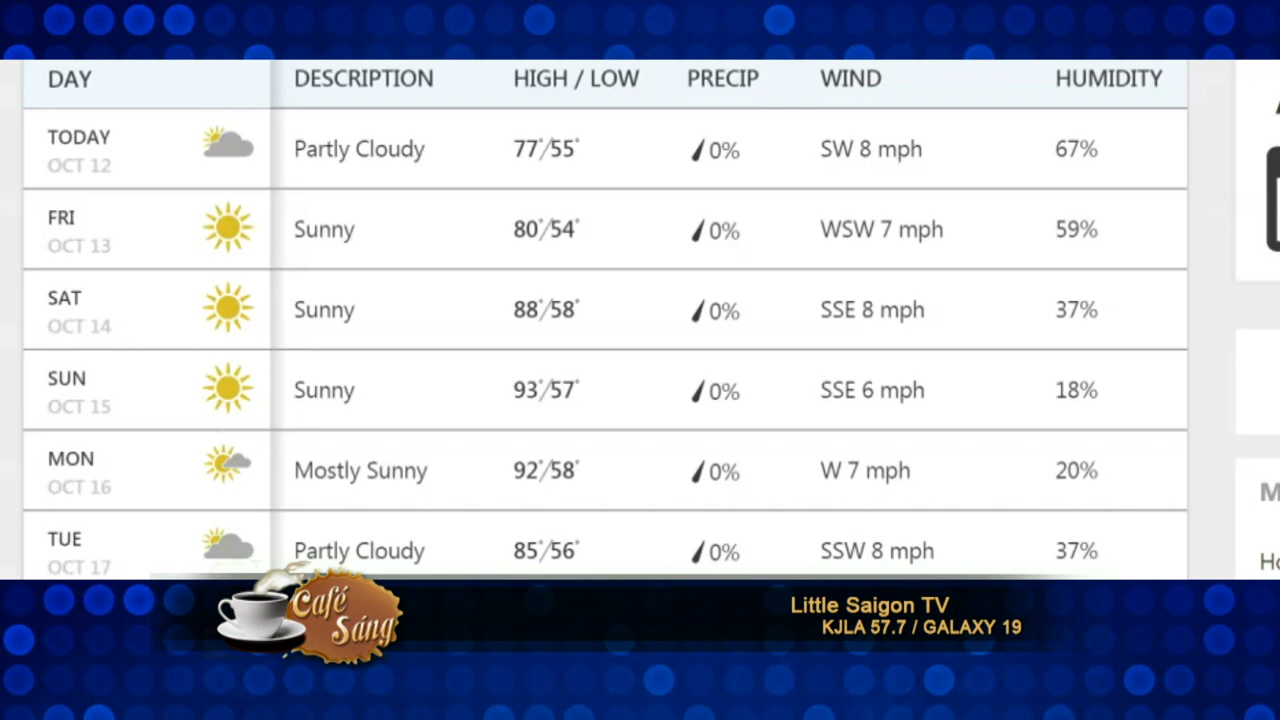 DAY DESCRIPTION HIGH / LOW PRECIP WIND HUMIDITY
TODAY
OCT 12
Partly Cloudy 77°/55° 0% SW 8 mph 67%
FRI
OCT 13
Sunny 80°/54° 0% WSW 7 mph 59%
SAT
OCT 14
Sunny 88°/58° 0% SSE 8 mph 37%
SUN
OCT 15
Sunny 93°/57° 0% SSE 6 mph 18%
MON
OCT 16
Mostly Sunny 92°/58° 0% W 7 mph 20%
TUE
OCT 17
Partly Cloudy 85°/56° 0% SSW 8 mph 37%
Café
Sáng
Little Saigon TV
KJLA 57.7 / GALAXY 19